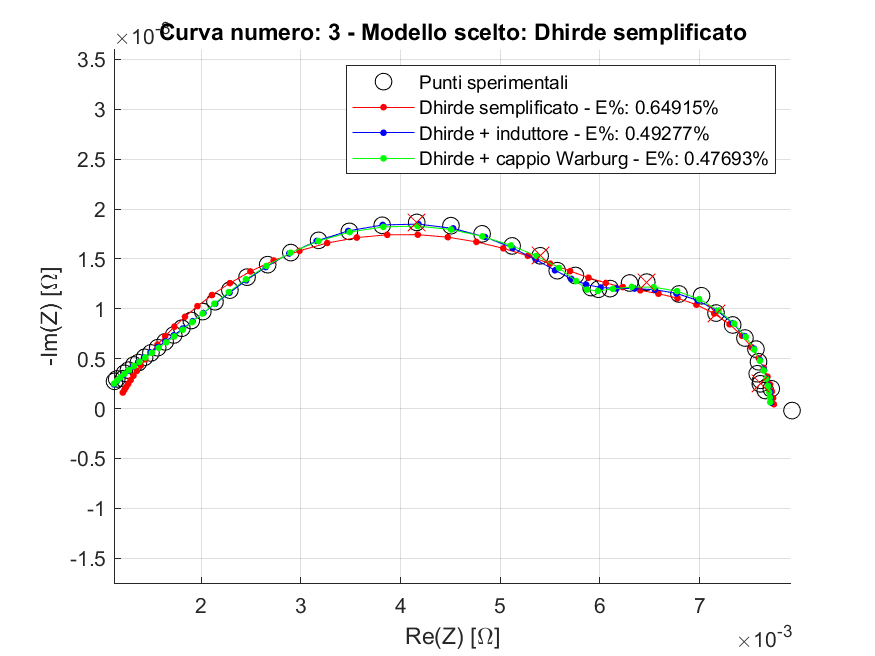 ×10⁻³
Curva numero: 3 - Modello scelto: Dhirde semplificato
Punti sperimentali
Dhirde semplificato - E%: 0.64915%
Dhirde + induttore - E%: 0.49277%
Dhirde + cappio Warburg - E%: 0.47693%
3.5
3
2.5
2
1.5
1
0.5
0
-0.5
-1
-1.5
-Im(Z) [Ω]
2 3 4 5 6 7
Re(Z) [Ω]
×10⁻³